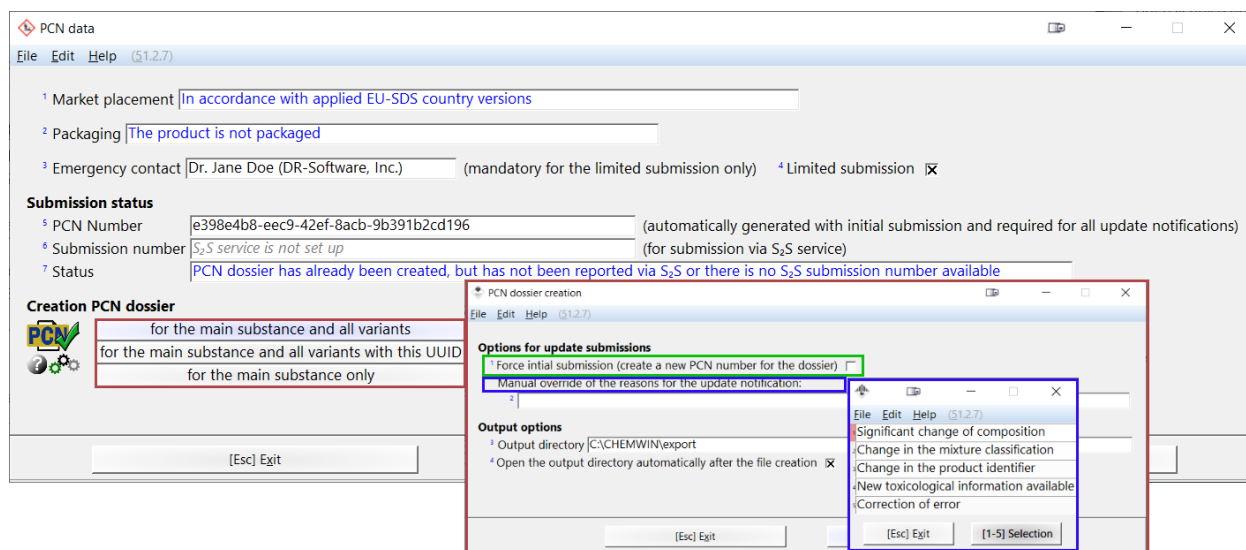 PCN data
File Edit Help (51.2.7)
1 Market placement In accordance with applied EU-SDS country versions
2 Packaging The product is not packaged
3 Emergency contact Dr. Jane Doe (DR-Software, Inc.) (mandatory for the limited submission only) 4 Limited submission
Submission status
5 PCN Number e398e4b8-eec9-42ef-8acb-9b391b2cd196 (automatically generated with initial submission and required for all update notifications)
6 Submission number S₂S service is not set up (for submission via S₂S service)
7 Status PCN dossier has already been created, but has not been reported via S₂S or there is no S₂S submission number available
Creation PCN dossier
PCN
for the main substance and all variants
for the main substance and all variants with this UUID
for the main substance only
[Esc] Exit
PCN dossier creation
File Edit Help (51.2.7)
Options for update submissions
1 Force intial submission (create a new PCN number for the dossier)
Manual override of the reasons for the update notification:
2
Output options
3 Output directory C:\CHEMWIN\export
4 Open the output directory automatically after the file creation
[Esc] Exit
File Edit Help (51.2.7)
1 Significant change of composition
2 Change in the mixture classification
3 Change in the product identifier
4 New toxicological information available
5 Correction of error
[Esc] Exit [1-5] Selection